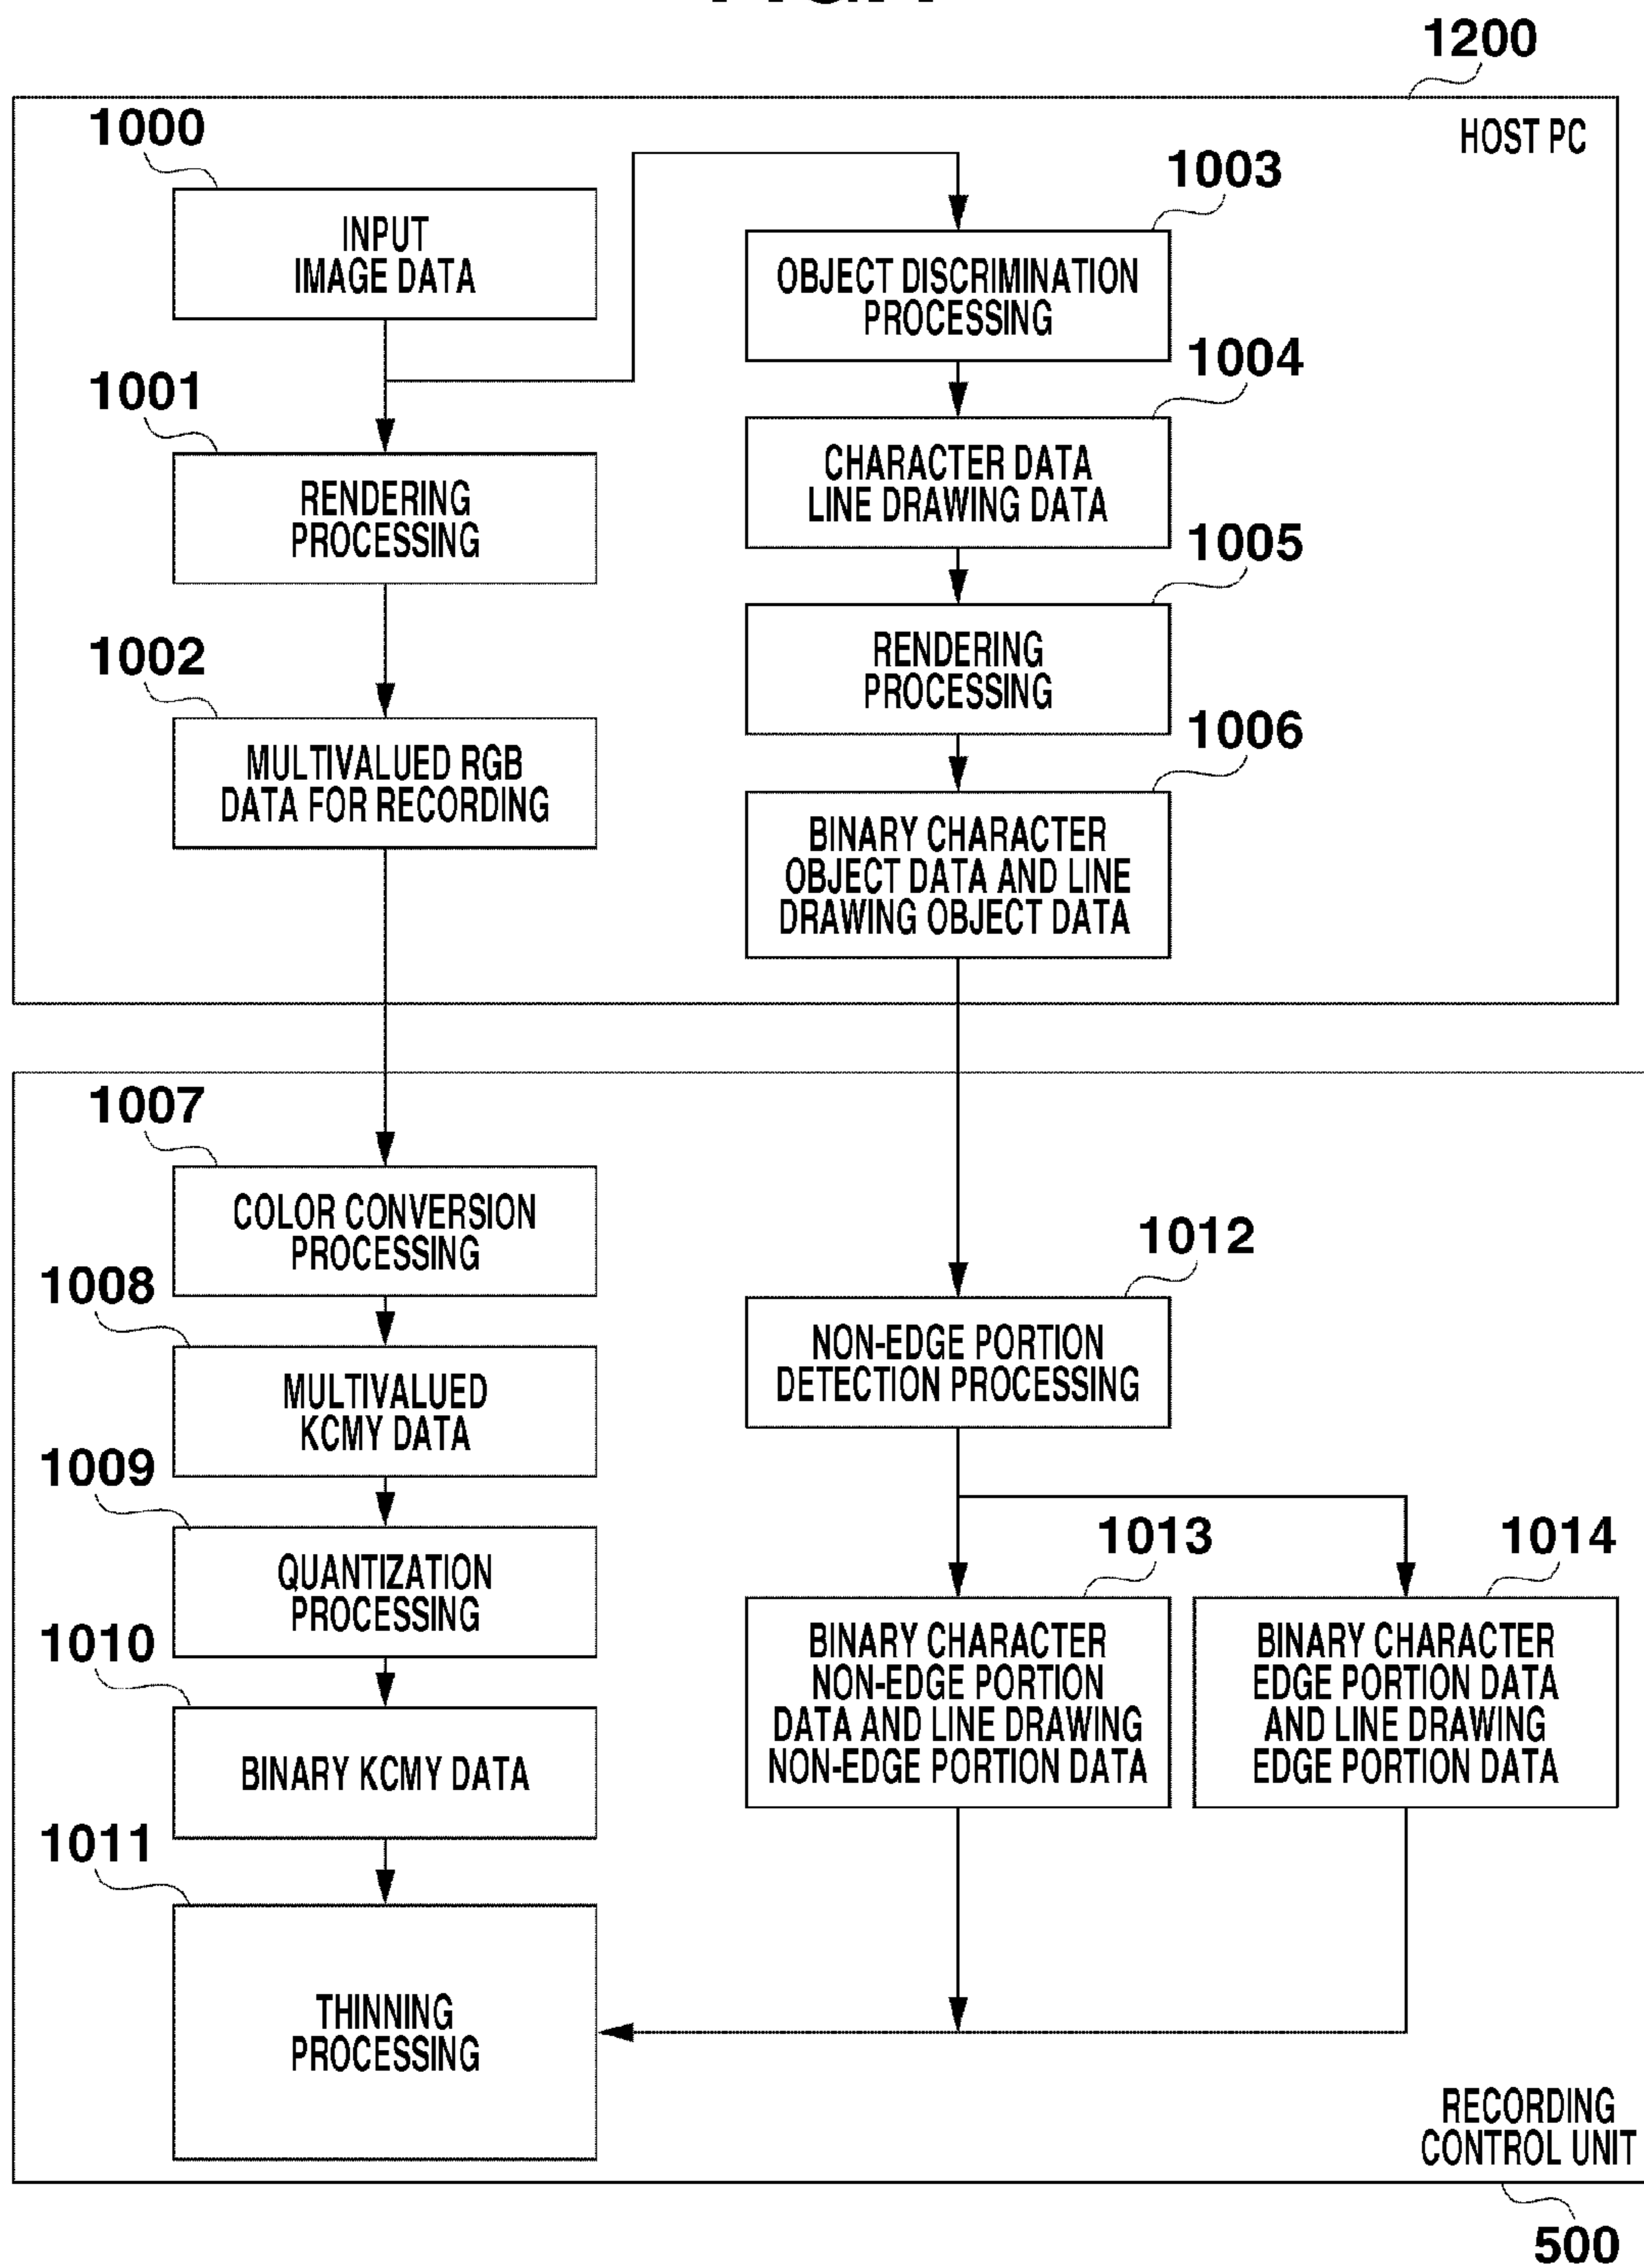 1200
HOST PC
1000
INPUT
IMAGE DATA
1003
OBJECT DISCRIMINATION
PROCESSING
1001
RENDERING
PROCESSING
1004
CHARACTER DATA
LINE DRAWING DATA
1005
RENDERING
PROCESSING
1002
MULTIVALUED RGB
DATA FOR RECORDING
1006
BINARY CHARACTER
OBJECT DATA AND LINE
DRAWING OBJECT DATA
1007
COLOR CONVERSION
PROCESSING
1008
MULTIVALUED
KCMY DATA
1009
QUANTIZATION
PROCESSING
1010
BINARY KCMY DATA
1011
THINNING
PROCESSING
1012
NON-EDGE PORTION
DETECTION PROCESSING
1013
BINARY CHARACTER
NON-EDGE PORTION
DATA AND LINE DRAWING
NON-EDGE PORTION DATA
1014
BINARY CHARACTER
EDGE PORTION DATA
AND LINE DRAWING
EDGE PORTION DATA
RECORDING
CONTROL UNIT
500